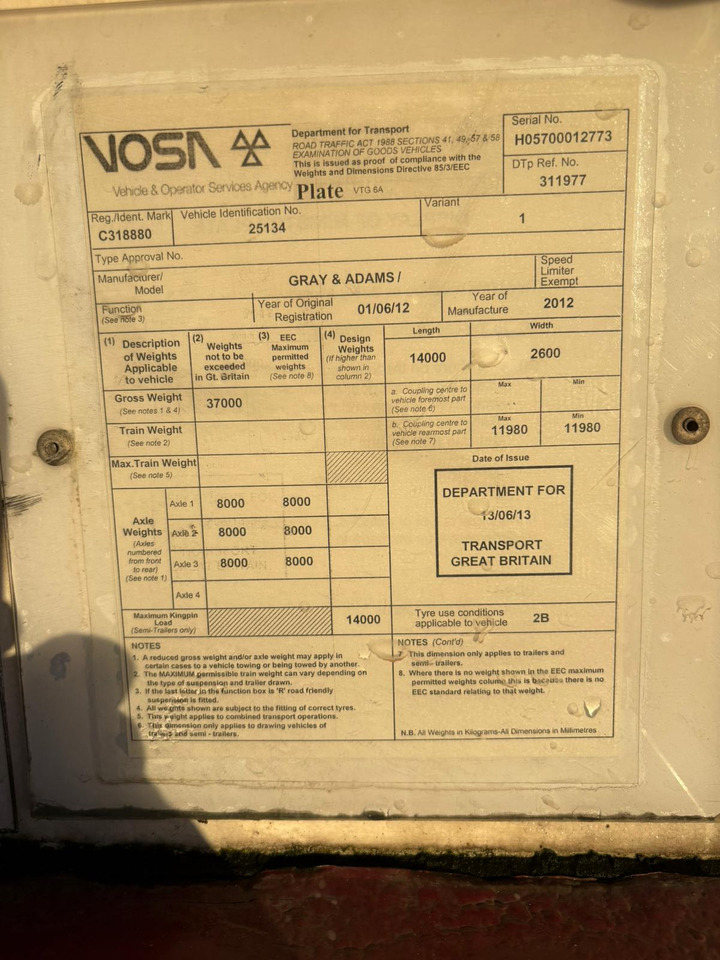 VOSA
Vehicle & Operator Services Agency
Department for Transport
ROAD TRAFFIC ACT 1988 SECTIONS 41, 49, 57 & 58
EXAMINATION OF GOODS VEHICLES
This is issued as proof of compliance with the
Weights and Dimensions Directive 85/3/EEC
Plate VTG 6A
Serial No.
H05700012773
DTp Ref. No.
311977
Reg./Ident. Mark
C318880
Vehicle Identification No.
25134
Variant
1
Type Approval No.
Manufacturer/
Model
GRAY & ADAMS /
Speed
Limiter
Exempt
Function
(See note 3)
Year of Original
Registration
01/06/12
Year of
Manufacture
2012
(1) Description
of Weights
Applicable
to vehicle
(2) Weights
not to be
exceeded
in Gt. Britain
(3) EEC
Maximum
permitted
weights
(See note 8)
(4) Design
Weights
(If higher than
shown in
column 2)
Length
14000
Width
2600
Gross Weight
(See notes 1 & 4)
37000
a. Coupling centre to
vehicle foremost part
(See note 6)
Max
Min
Train Weight
(See note 2)
b. Coupling centre to
vehicle rearmost part
(See note 7)
Max
11980
Min
11980
Max.Train Weight
(See note 5)
Date of Issue
DEPARTMENT FOR
13/06/13
TRANSPORT
GREAT BRITAIN
Axle
Weights
(Axles
numbered
from front
to rear)
(See note 1)
Axle 1 8000 8000
Axle 2 8000 8000
Axle 3 8000 8000
Axle 4
Maximum Kingpin
Load
(Semi-Trailers only)
14000
Tyre use conditions
applicable to vehicle
2B
NOTES
1. A reduced gross weight and/or axle weight may apply in
certain cases to a vehicle towing or being towed by another.
2. The MAXIMUM permissible train weight can vary depending on
the type of suspension and trailer drawn.
3. If the last letter in the function box is 'R' road friendly
suspension is fitted.
4. All weights shown are subject to the fitting of correct tyres.
5. This weight applies to combined transport operations.
6. This dimension only applies to drawing vehicles of
trailers and semi - trailers.
NOTES (Cont'd)
7. This dimension only applies to trailers and
semi- trailers.
8. Where there is no weight shown in the EEC maximum
permitted weights column this is because there is no
EEC standard relating to that weight.
N.B. All Weights in Kilograms-All Dimensions in Millimetres